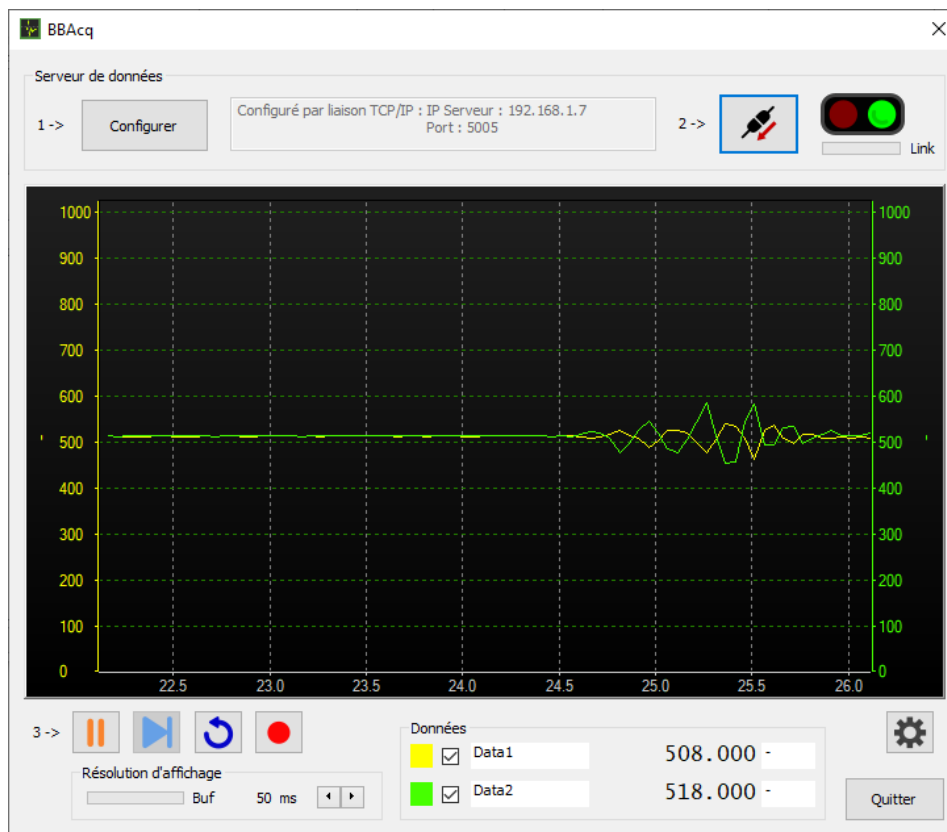 BBAcq
Serveur de données
1 -> Configurer
Configuré par liaison TCP/IP : IP Serveur : 192.168.1.7
Port : 5005
2 ->
Link
1000 1000
900 900
800 800
700 700
600 600
- 500 500 -
400 400
300 300
200 200
100 100
0 0
22.5 23.0 23.5 24.0 24.5 25.0 25.5 26.0
3 ->
Données
Data1 508.000 -
Data2 518.000 -
Résolution d'affichage
Buf 50 ms
Quitter